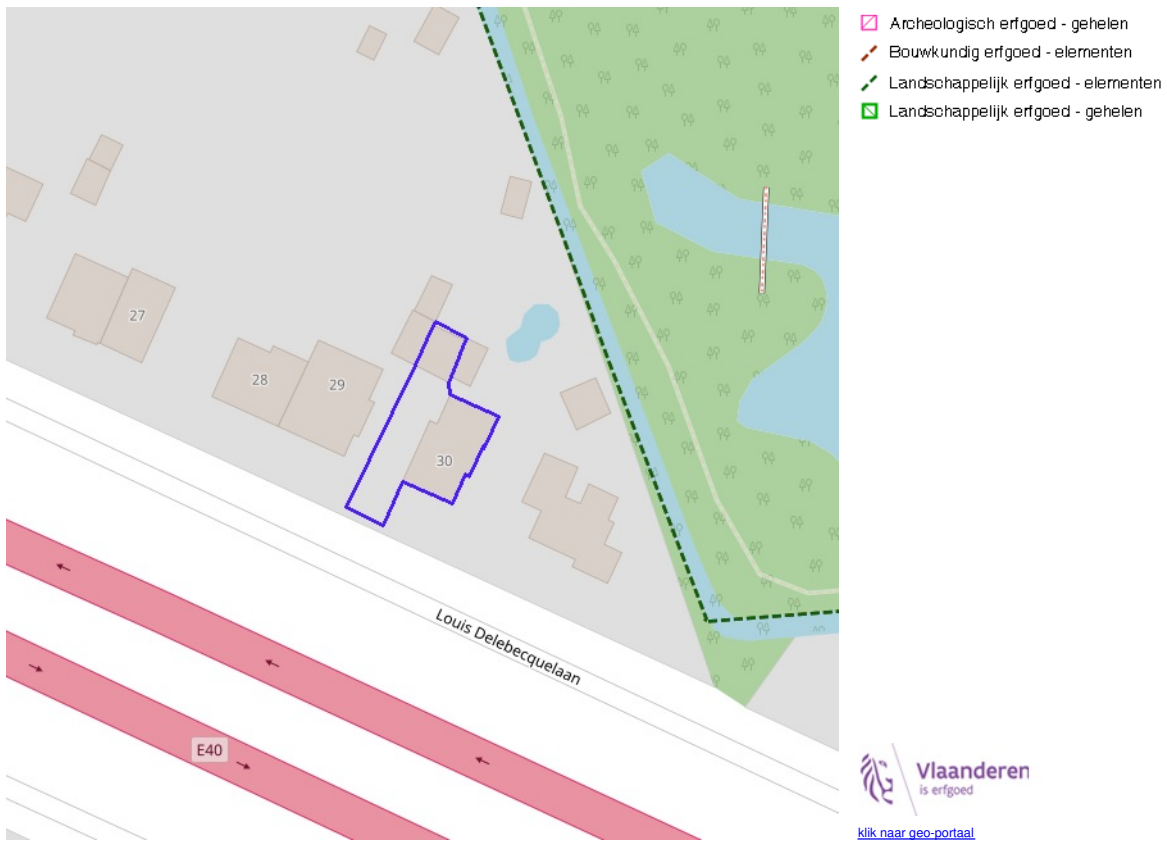 Archeologisch erfgoed - gehelen
Bouwkundig erfgoed - elementen
Landschappelijk erfgoed - elementen
Landschappelijk erfgoed - gehelen
27
28
29
30
Louis Delebecquelaan
E40
Vlaanderen
is erfgoed
klik naar geo-portaal